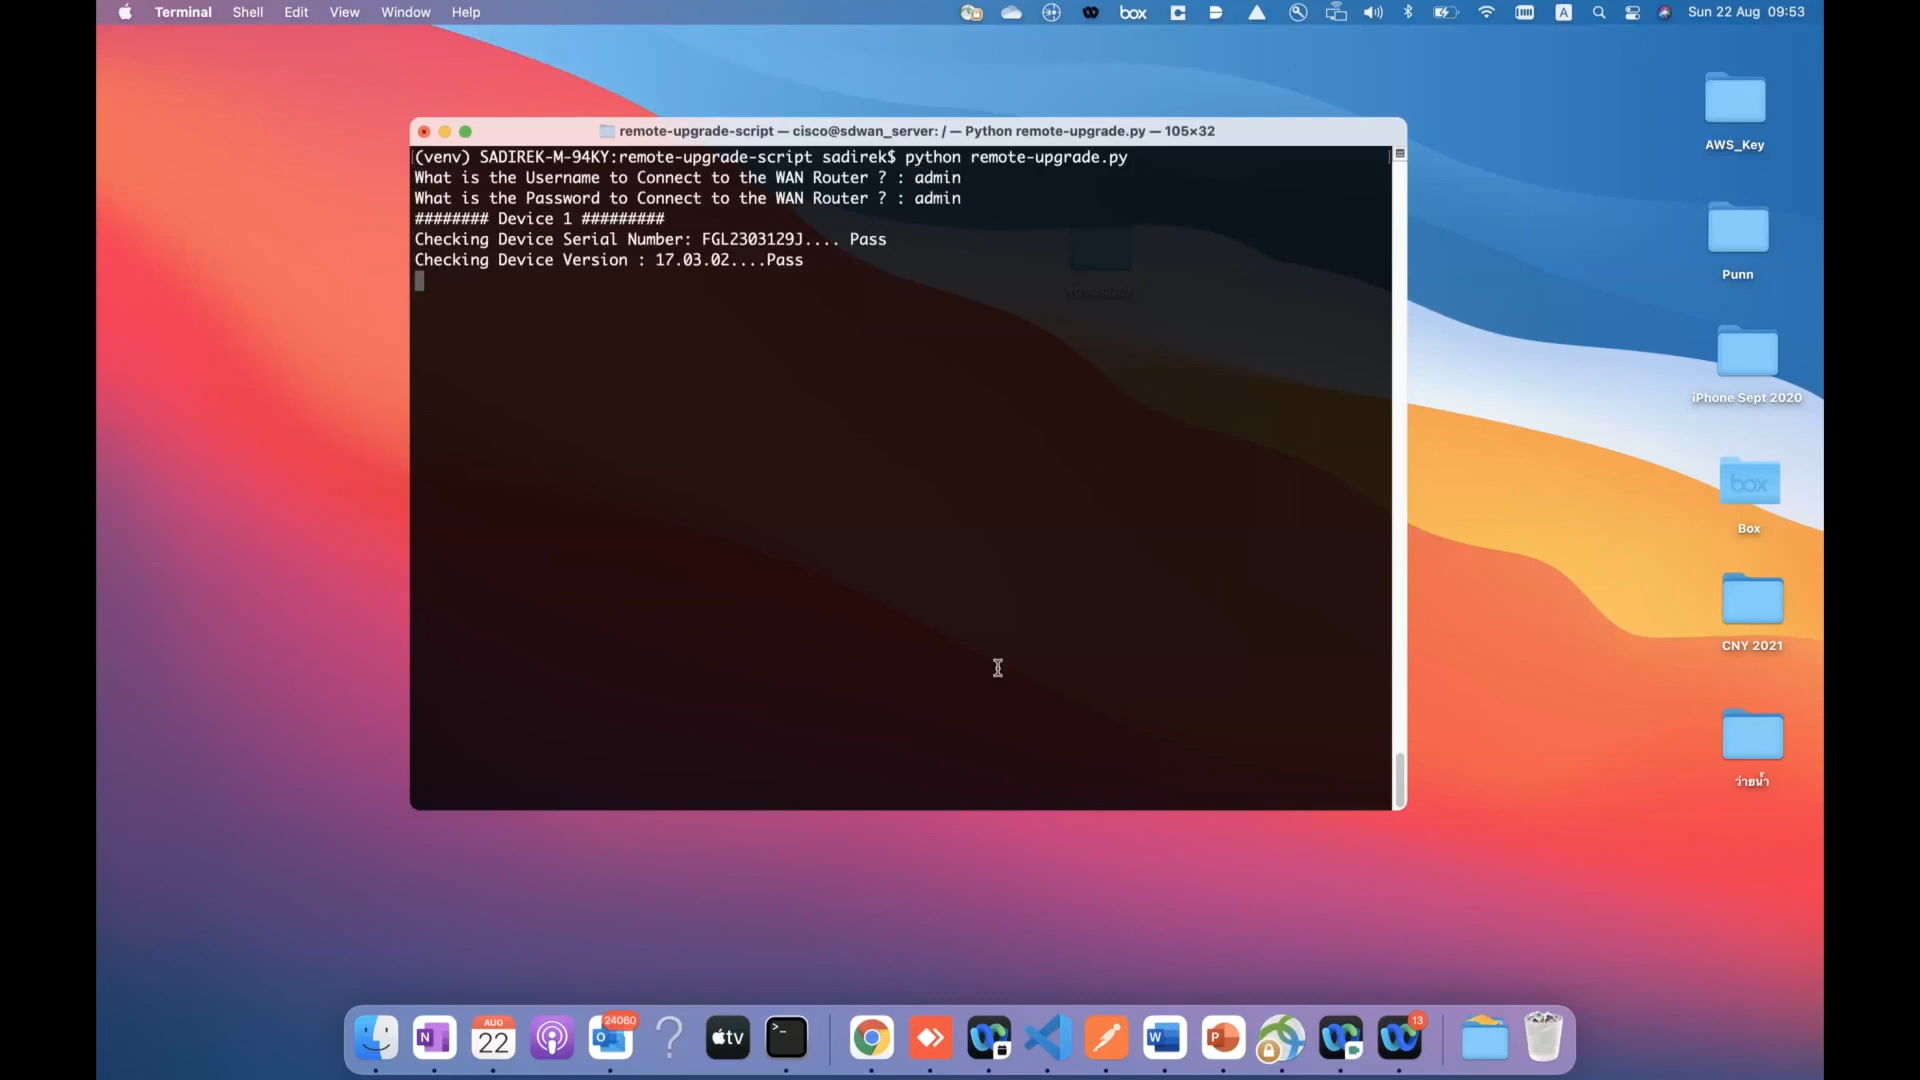 Terminal Shell Edit View Window Help box A Sun 22 Aug 09:53
remote-upgrade-script — cisco@sdwan_server: / — Python remote-upgrade.py — 105×32
(venv) SADIREK-M-94KY:remote-upgrade-script sadirek$ python remote-upgrade.py
What is the Username to Connect to the WAN Router ? : admin
What is the Password to Connect to the WAN Router ? : admin
######## Device 1 #########
Checking Device Serial Number: FGL2303129J.... Pass
Checking Device Version : 17.03.02....Pass
AWS_Key
Punn
iPhone Sept 2020
box
Box
CNY 2021
ว่ายน้ำ
N
AUG
22
24060
O
?
tv
>_
W
P
13